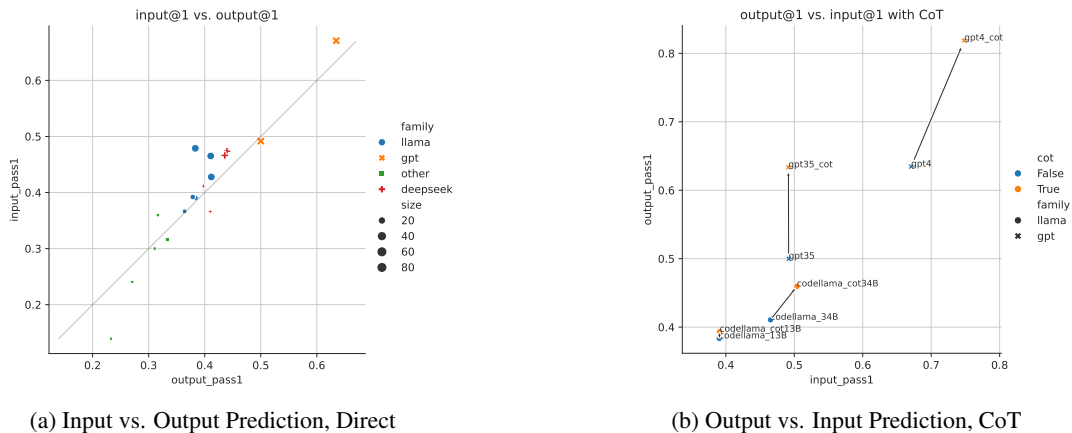 input@1 vs. output@1
input_pass1
0.6
0.5
0.4
0.3
0.2
0.2 0.3 0.4 0.5 0.6
output_pass1
family
llama
gpt
other
deepseek
size
20
40
60
80
(a) Input vs. Output Prediction, Direct
output@1 vs. input@1 with CoT
output_pass1
0.8
0.7
0.6
0.5
0.4
gpt4_cot
gpt35_cot
gpt4
gpt35
codellama_cot34B
codellama_34B
codellama_cot13B
codellama_13B
0.4 0.5 0.6 0.7 0.8
input_pass1
cot
False
True
family
llama
gpt
(b) Output vs. Input Prediction, CoT